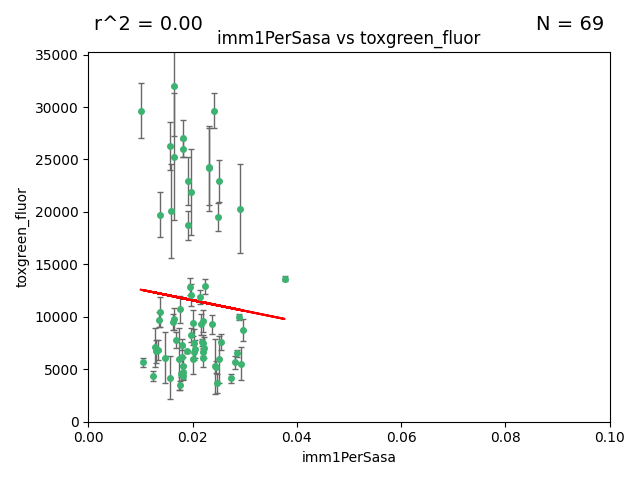 r^2 = 0.00
N = 69
imm1PerSasa vs toxgreen_fluor
toxgreen_fluor
35000
30000
25000
20000
15000
10000
5000
0
0.00
0.02
0.04
0.06
0.08
0.10
imm1PerSasa